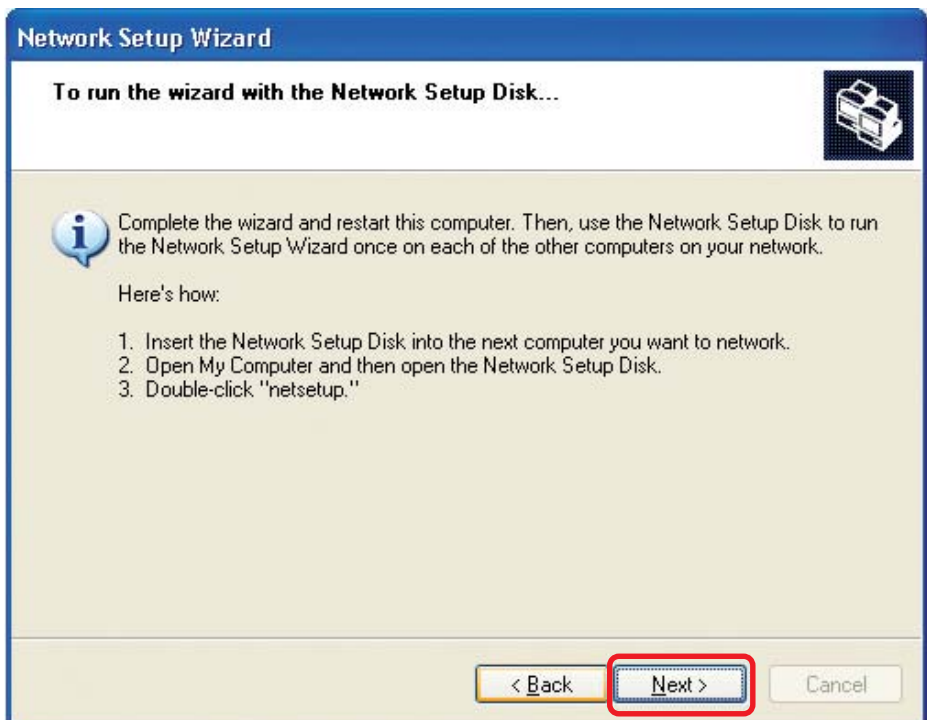 Network Setup Wizard
To run the wizard with the Network Setup Disk...
Complete the wizard and restart this computer. Then, use the Network Setup Disk to run
the Network Setup Wizard once on each of the other computers on your network.
Here's how:
1. Insert the Network Setup Disk into the next computer you want to network.
2. Open My Computer and then open the Network Setup Disk.
3. Double-click "netsetup."
< Back
Next >
Cancel